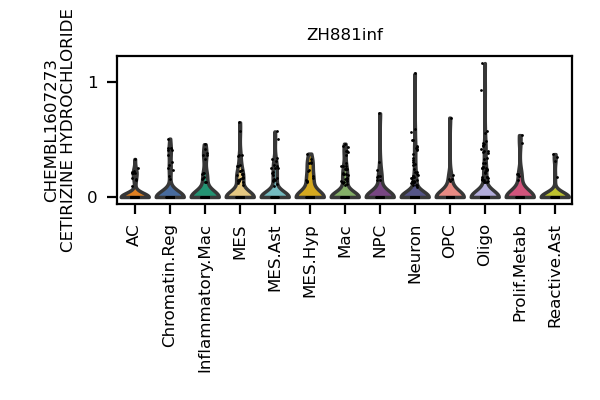 ZH881inf
CHEMBL1607273
CETIRIZINE HYDROCHLORIDE
1
0
AC
Chromatin.Reg
Inflammatory.Mac
MES
MES.Ast
MES.Hyp
Mac
NPC
Neuron
OPC
Oligo
Prolif.Metab
Reactive.Ast